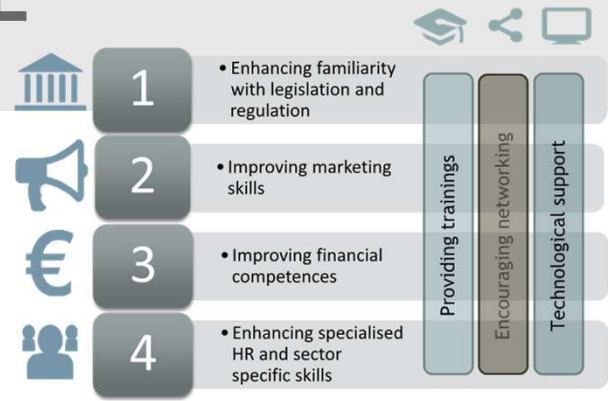 1
• Enhancing familiarity
with legislation and
regulation
2
• Improving marketing
skills
3
• Improving financial
competences
4
• Enhancing specialised
HR and sector
specific skills
Providing trainings
Encouraging networking
Technological support